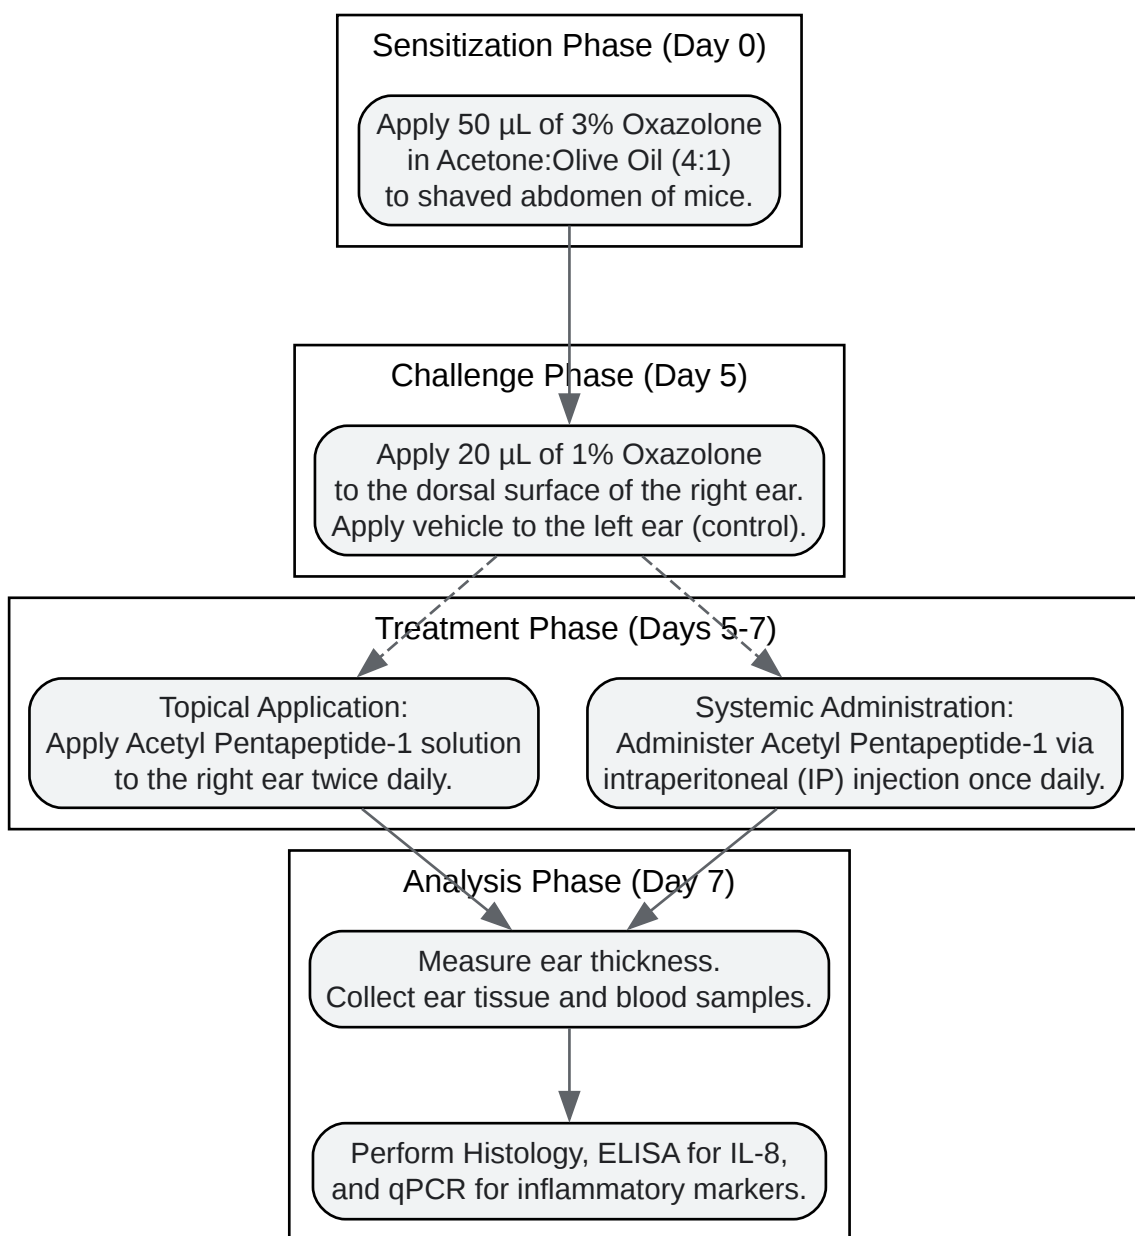 Sensitization Phase (Day 0)
Apply 50 µL of 3% Oxazolone
in Acetone:Olive Oil (4:1)
to shaved abdomen of mice.
Challenge Phase (Day 5)
Apply 20 µL of 1% Oxazolone
to the dorsal surface of the right ear.
Apply vehicle to the left ear (control).
Treatment Phase (Days 5-7)
Topical Application:
Apply Acetyl Pentapeptide-1 solution
to the right ear twice daily.
Systemic Administration:
Administer Acetyl Pentapeptide-1 via
intraperitoneal (IP) injection once daily.
Analysis Phase (Day 7)
Measure ear thickness.
Collect ear tissue and blood samples.
Perform Histology, ELISA for IL-8,
and qPCR for inflammatory markers.